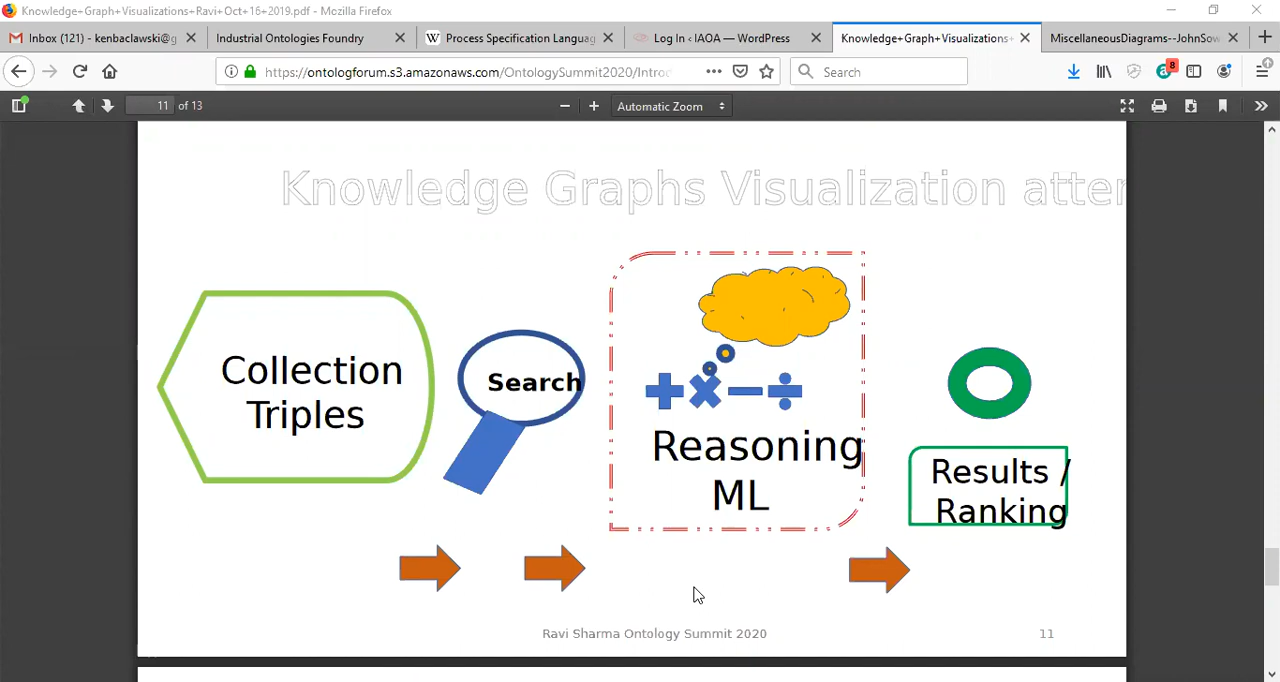 Knowledge+Graph+Visualizations+Ravi+Oct+16+2019.pdf - Mozilla Firefox
Inbox (121) - kenbaclawski@g
Industrial Ontologies Foundry
Process Specification Languag
Log In ‹ IAOA — WordPress
Knowledge+Graph+Visualizations+
MiscellaneousDiagrams--JohnSow
https://ontologforum.s3.amazonaws.com/OntologySummit2020/Intro
Search
8
11 of 13
Automatic Zoom
Knowledge Graphs Visualization atter
Collection
Triples
Search
Reasoning
ML
Results /
Ranking
Ravi Sharma Ontology Summit 2020
11